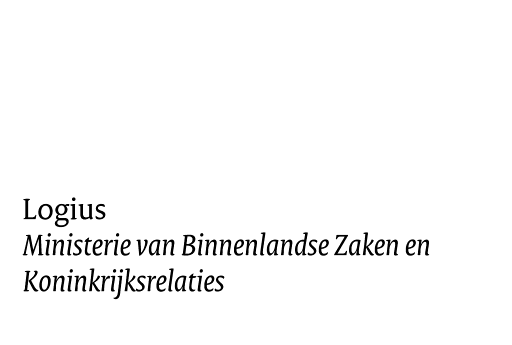 Logius
Ministerie van Binnenlandse Zaken en
Koninkrijksrelaties